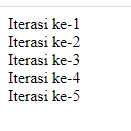 Iterasi ke-1
Iterasi ke-2
Iterasi ke-3
Iterasi ke-4
Iterasi ke-5